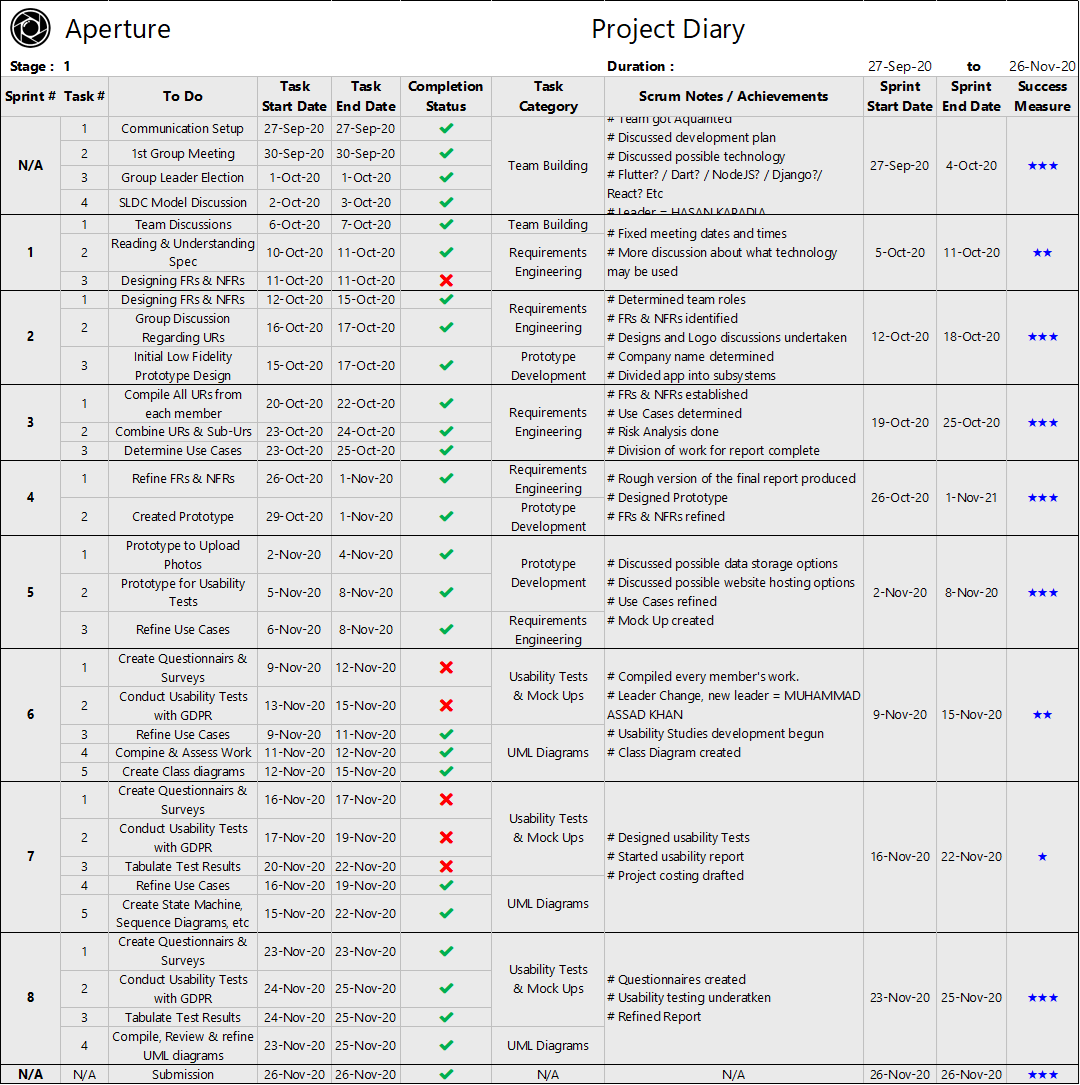 Aperture Project Diary
Stage : 1 Duration : 27-Sep-20 to 26-Nov-20
Sprint # Task # To Do Task Start Date Task End Date Completion Status Task Category Scrum Notes / Achievements Sprint Start Date Sprint End Date Success Measure
N/A
1 Communication Setup 27-Sep-20 27-Sep-20 ✔
2 1st Group Meeting 30-Sep-20 30-Sep-20 ✔
3 Group Leader Election 1-Oct-20 1-Oct-20 ✔
4 SLDC Model Discussion 2-Oct-20 3-Oct-20 ✔
Team Building
# Team got Aquainted
# Discussed development plan
# Discussed possible technology
# Flutter? / Dart? / NodeJS? / Django?/
React? Etc
# Leader = HASAN KARADIA
27-Sep-20 4-Oct-20 ★★★
1
1 Team Discussions 6-Oct-20 7-Oct-20 ✔ Team Building
2 Reading & Understanding
Spec 10-Oct-20 11-Oct-20 ✔
3 Designing FRs & NFRs 11-Oct-20 11-Oct-20 ✖
Requirements
Engineering
# Fixed meeting dates and times
# More discussion about what technology
may be used
5-Oct-20 11-Oct-20 ★★
2
1 Designing FRs & NFRs 12-Oct-20 15-Oct-20 ✔
2 Group Discussion
Regarding URs 16-Oct-20 17-Oct-20 ✔
Requirements
Engineering
3 Initial Low Fidelity
Prototype Design 15-Oct-20 17-Oct-20 ✔
Prototype
Development
# Determined team roles
# FRs & NFRs identified
# Designs and Logo discussions undertaken
# Company name determined
# Divided app into subsystems
12-Oct-20 18-Oct-20 ★★★
3
1 Compile All URs from
each member 20-Oct-20 22-Oct-20 ✔
2 Combine URs & Sub-Urs 23-Oct-20 24-Oct-20 ✔
3 Determine Use Cases 23-Oct-20 25-Oct-20 ✔
Requirements
Engineering
# FRs & NFRs established
# Use Cases determined
# Risk Analysis done
# Division of work for report complete
19-Oct-20 25-Oct-20 ★★★
4
1 Refine FRs & NFRs 26-Oct-20 1-Nov-20 ✔
Requirements
Engineering
2 Created Prototype 29-Oct-20 1-Nov-20 ✔
Prototype
Development
# Rough version of the final report produced
# Designed Prototype
# FRs & NFRs refined
26-Oct-20 1-Nov-21 ★★★
5
1 Prototype to Upload
Photos 2-Nov-20 4-Nov-20 ✔
2 Prototype for Usability
Tests 5-Nov-20 8-Nov-20 ✔
Prototype
Development
3 Refine Use Cases 6-Nov-20 8-Nov-20 ✔
Requirements
Engineering
# Discussed possible data storage options
# Discussed possible website hosting options
# Use Cases refined
# Mock Up created
2-Nov-20 8-Nov-20 ★★★
6
1 Create Questionnairs &
Surveys 9-Nov-20 12-Nov-20 ✖
2 Conduct Usability Tests
with GDPR 13-Nov-20 15-Nov-20 ✖
Usability Tests
& Mock Ups
3 Refine Use Cases 9-Nov-20 11-Nov-20 ✔
4 Compine & Assess Work 11-Nov-20 12-Nov-20 ✔
5 Create Class diagrams 12-Nov-20 15-Nov-20 ✔
UML Diagrams
# Compiled every member's work.
# Leader Change, new leader = MUHAMMAD
ASSAD KHAN
# Usability Studies development begun
# Class Diagram created
9-Nov-20 15-Nov-20 ★★
7
1 Create Questionnairs &
Surveys 16-Nov-20 17-Nov-20 ✖
2 Conduct Usability Tests
with GDPR 17-Nov-20 19-Nov-20 ✖
3 Tabulate Test Results 20-Nov-20 22-Nov-20 ✖
Usability Tests
& Mock Ups
4 Refine Use Cases 16-Nov-20 19-Nov-20 ✔
5 Create State Machine,
Sequence Diagrams, etc 15-Nov-20 22-Nov-20 ✔
UML Diagrams
# Designed usability Tests
# Started usability report
# Project costing drafted
16-Nov-20 22-Nov-20 ★
8
1 Create Questionnairs &
Surveys 23-Nov-20 23-Nov-20 ✔
2 Conduct Usability Tests
with GDPR 24-Nov-20 25-Nov-20 ✔
3 Tabulate Test Results 24-Nov-20 25-Nov-20 ✔
Usability Tests
& Mock Ups
4 Compile, Review & refine
UML diagrams 23-Nov-20 25-Nov-20 ✔
UML Diagrams
# Questionnaires created
# Usability testing underatken
# Refined Report
23-Nov-20 25-Nov-20 ★★★
N/A N/A Submission 26-Nov-20 26-Nov-20 ✔ N/A N/A 26-Nov-20 26-Nov-20 ★★★